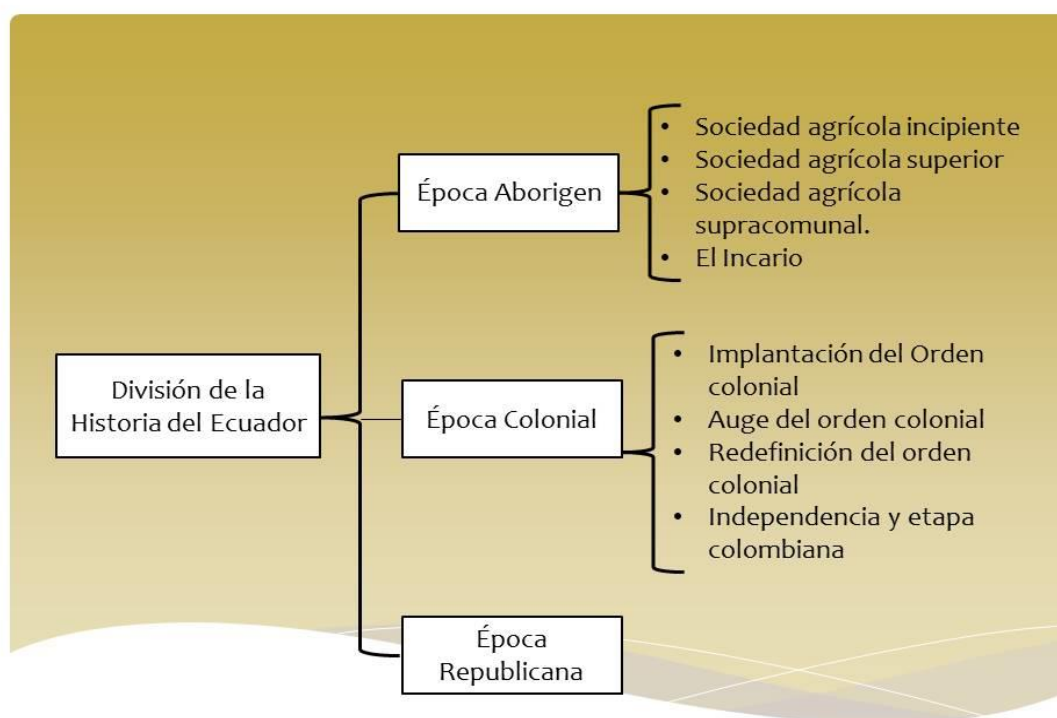 División de la
Historia del Ecuador
Época Aborigen
• Sociedad agrícola incipiente
• Sociedad agrícola superior
• Sociedad agrícola
supracomunal.
• El Incario
Época Colonial
• Implantación del Orden
colonial
• Auge del orden colonial
• Redefinición del orden
colonial
• Independencia y etapa
colombiana
Época
Republicana